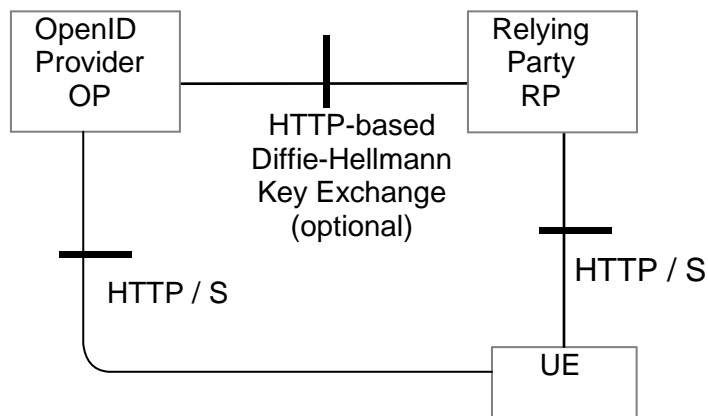 OpenID
Provider
OP
Relying
Party
RP
HTTP-based
Diffie-Hellmann
Key Exchange
(optional)
HTTP / S
HTTP / S
UE